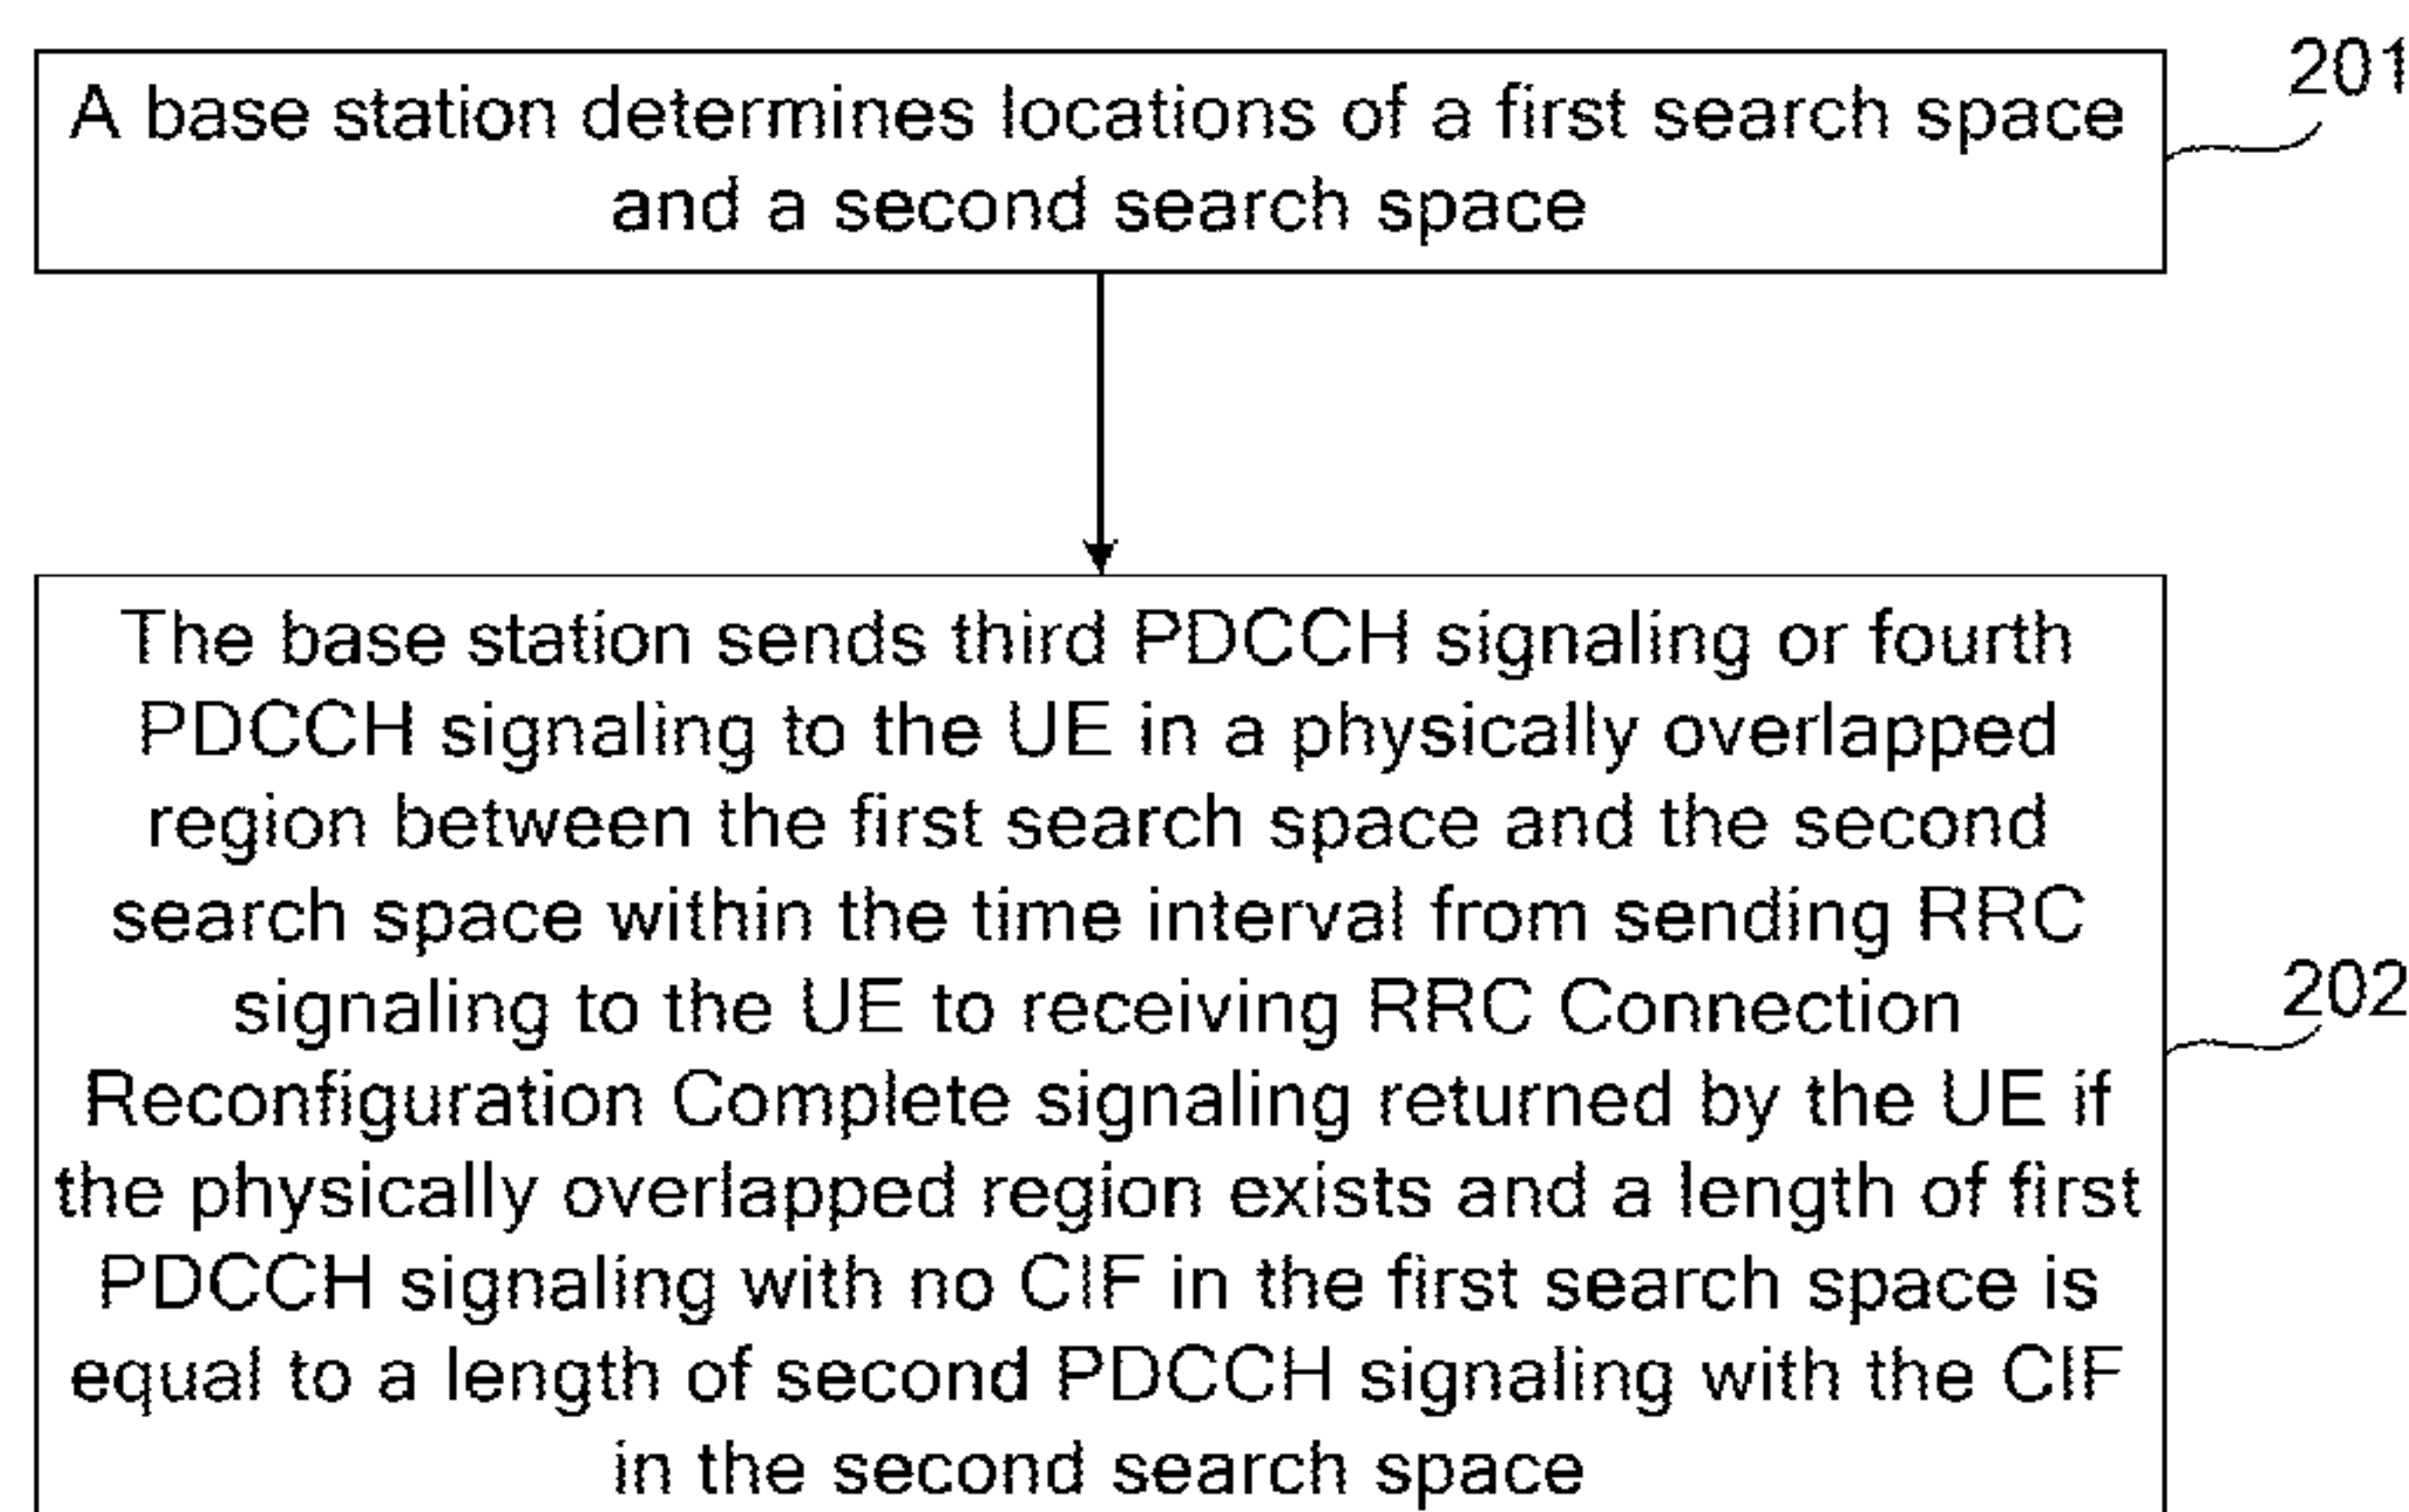 201
A base station determines locations of a first search space
and a second search space
The base station sends third PDCCH signaling or fourth
PDCCH signaling to the UE in a physically overlapped
region between the first search space and the second
search space within the time interval from sending RRC
signaling to the UE to receiving RRC Connection
Reconfiguration Complete signaling returned by the UE if
the physically overlapped region exists and a length of first
PDCCH signaling with no CIF in the first search space is
equal to a length of second PDCCH signaling with the CIF
in the second search space
202